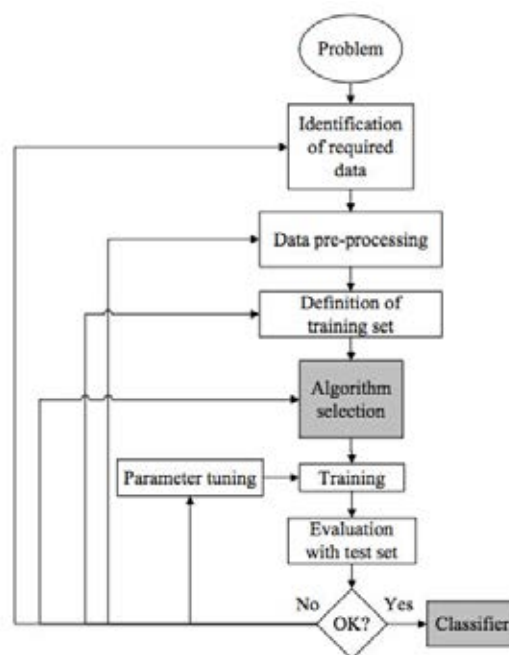 Problem
Identification
of required
data
Data pre-processing
Definition of
training set
Algorithm
selection
Parameter tuning
Training
Evaluation
with test set
No
OK?
Yes
Classifier